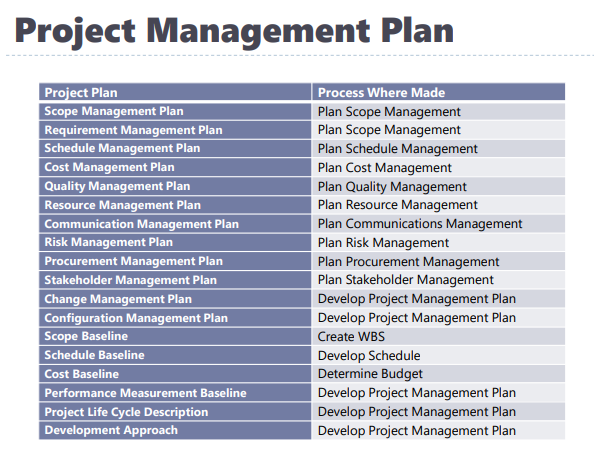 Project Management Plan
Project Plan Process Where Made
Scope Management Plan Plan Scope Management
Requirement Management Plan Plan Scope Management
Schedule Management Plan Plan Schedule Management
Cost Management Plan Plan Cost Management
Quality Management Plan Plan Quality Management
Resource Management Plan Plan Resource Management
Communication Management Plan Plan Communications Management
Risk Management Plan Plan Risk Management
Procurement Management Plan Plan Procurement Management
Stakeholder Management Plan Plan Stakeholder Management
Change Management Plan Develop Project Management Plan
Configuration Management Plan Develop Project Management Plan
Scope Baseline Create WBS
Schedule Baseline Develop Schedule
Cost Baseline Determine Budget
Performance Measurement Baseline Develop Project Management Plan
Project Life Cycle Description Develop Project Management Plan
Development Approach Develop Project Management Plan